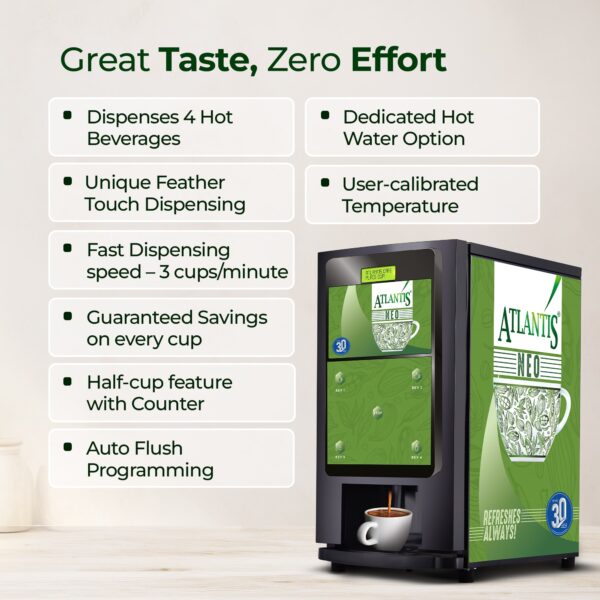 Great Taste, Zero Effort
Dispenses 4 Hot
Beverages
Unique Feather
Touch Dispensing
Fast Dispensing
speed – 3 cups/minute
Guaranteed Savings
on every cup
Half-cup feature
with Counter
Auto Flush
Programming
Dedicated Hot
Water Option
User-calibrated
Temperature
ATLANTIS
NEO
30
ATLANTIS®
NEO
REFRESHES
ALWAYS!
30